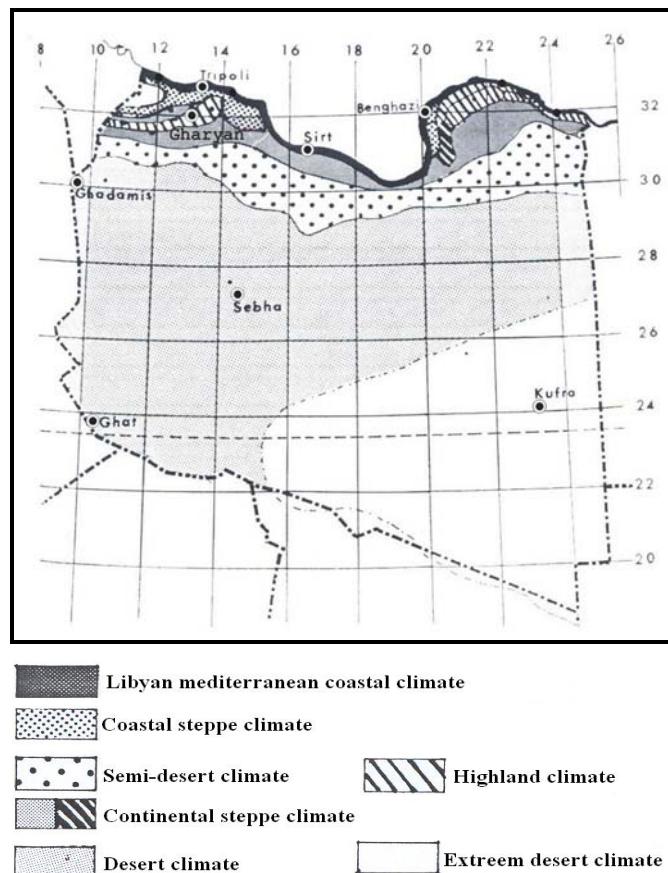 8 10 12 14 16 18 20 22 24 26
Tripoli
Benghazi
32
Gharyan
Sirt
Ghadamis
30
28
Sebha
26
Kufra
24
Ghat
22
20
Libyan mediterranean coastal climate
Coastal steppe climate
Semi-desert climate
Highland climate
Continental steppe climate
Desert climate
Extreem desert climate